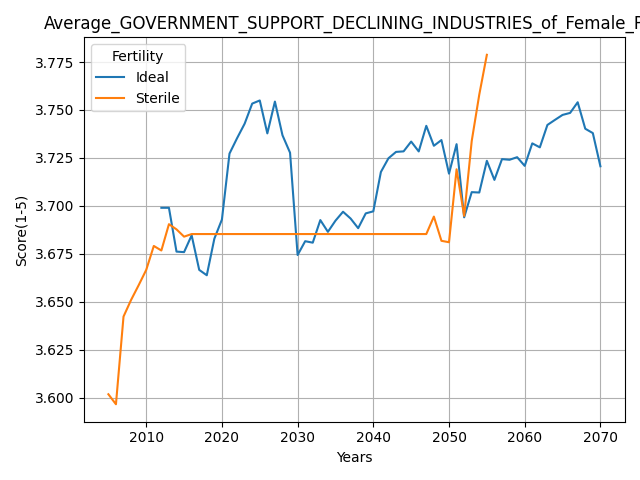 Average_GOVERNMENT_SUPPORT_DECLINING_INDUSTRIES_of_Female_
Fertility
Ideal
Sterile
3.775
3.750
3.725
3.700
3.675
3.650
3.625
3.600
Score(1-5)
2010 2020 2030 2040 2050 2060 2070
Years